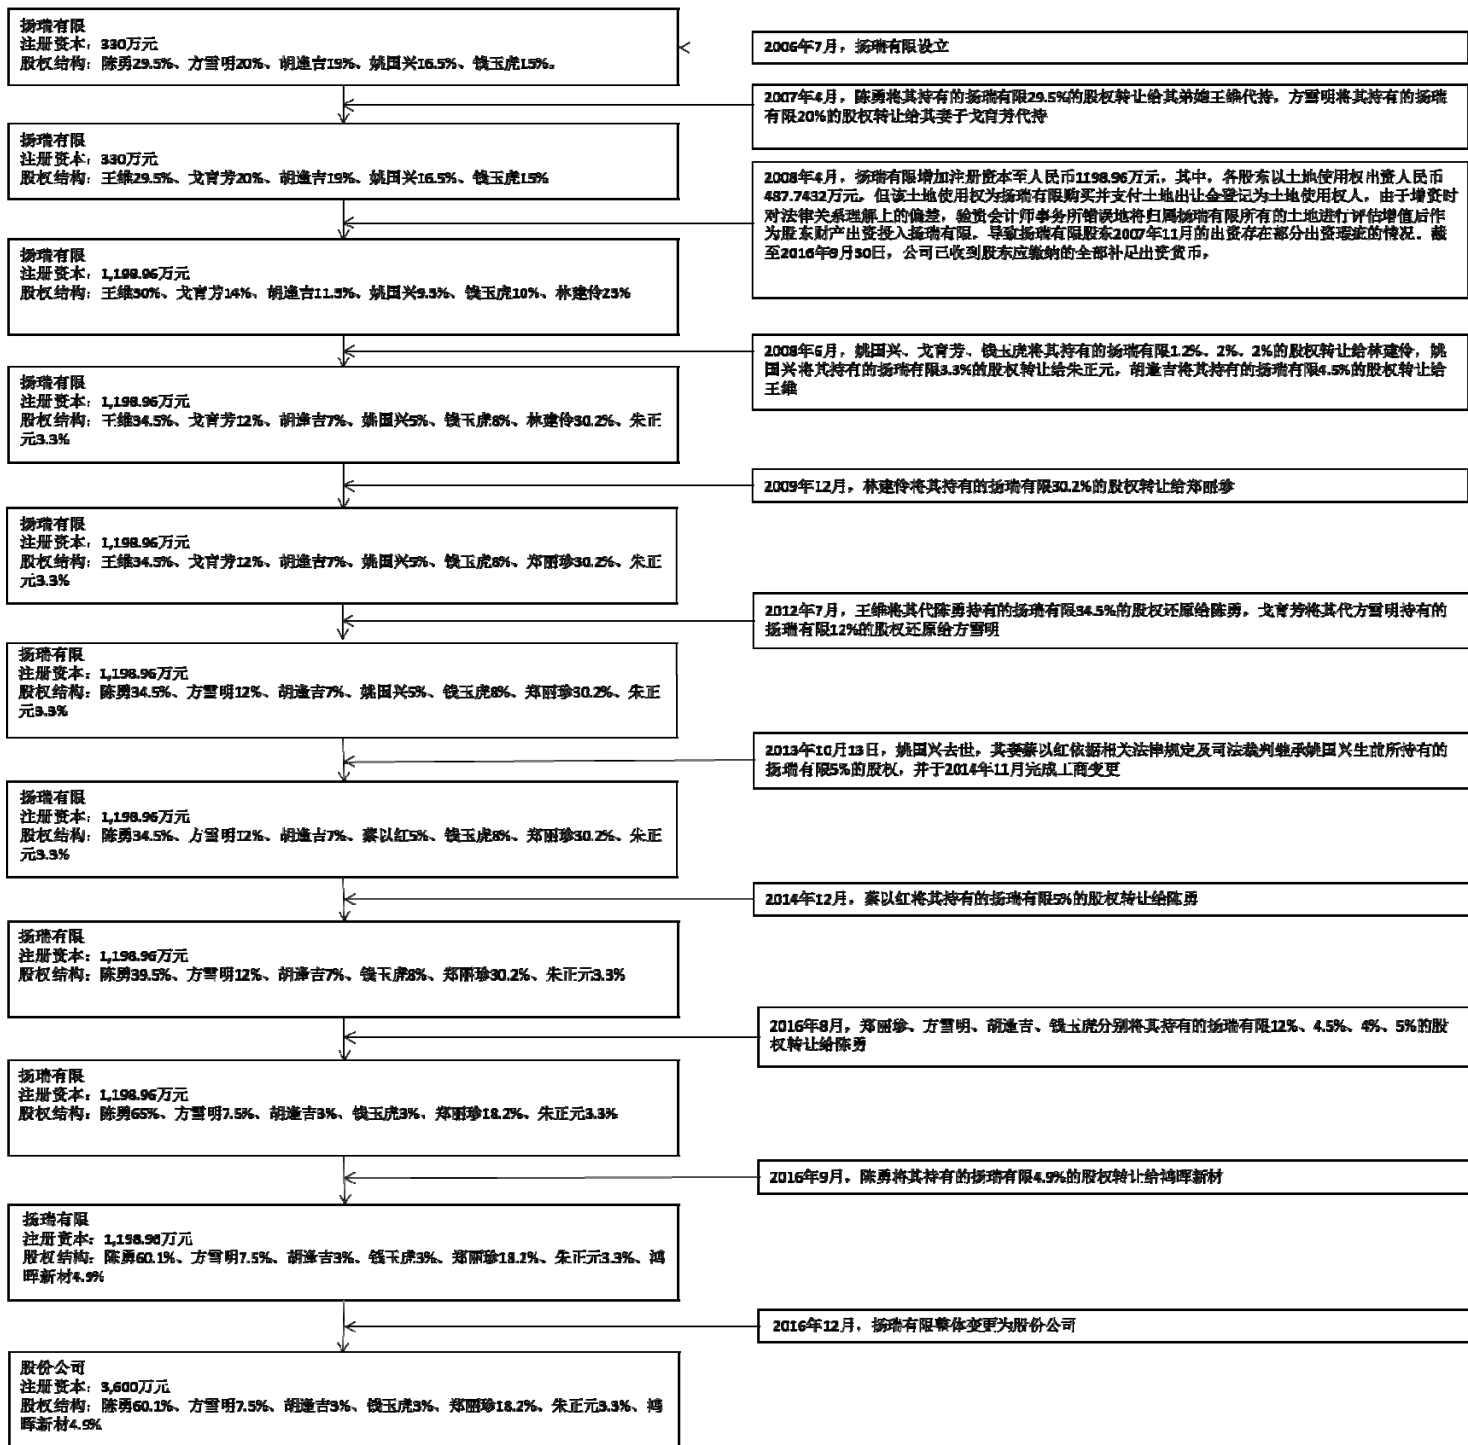 扬瑞有限
注册资本：330万元
股权结构：陈勇29.5%、方雪明20%、胡逢吉19%、姚国兴16.5%、钱玉虎15%。
2006年7月，扬瑞有限设立
2007年4月，陈勇将其持有的扬瑞有限29.5%的股权转让给其弟媳王维代持，方雪明将其持有的扬瑞
有限20%的股权转让给其妻子戈育芳代持
扬瑞有限
注册资本：330万元
股权结构：王维29.5%、戈育芳20%、胡逢吉19%、姚国兴16.5%、钱玉虎15%
2008年4月，扬瑞有限增加注册资本至人民币1198.96万元，其中，各股东以土地使用权出资人民币
487.7432万元，但该土地使用权为扬瑞有限购买并支付土地出让金登记为土地使用权人，由于增资时
对法律关系理解上的偏差，验资会计师事务所错误地将归属扬瑞有限所有的土地进行评估增值后作
为股东财产出资投入扬瑞有限，导致扬瑞有限股东2007年11月的出资存在部分出资瑕疵的情况。截
至2016年9月30日，公司已收到股东应缴纳的全部补足出资货币。
扬瑞有限
注册资本：1,198.96万元
股权结构：王维30%、戈育芳14%、胡逢吉11.5%、姚国兴9.5%、钱玉虎10%、林建伶25%
2008年6月，姚国兴、戈育芳、钱玉虎将其持有的扬瑞有限1.2%、2%、2%的股权转让给林建伶，姚
国兴将其持有的扬瑞有限3.3%的股权转让给朱正元，胡逢吉将其持有的扬瑞有限4.5%的股权转让给
王维
扬瑞有限
注册资本：1,198.96万元
股权结构：王维34.5%、戈育芳12%、胡逢吉7%、姚国兴5%、钱玉虎8%、林建伶30.2%、朱正
元3.3%
2009年12月，林建伶将其持有的扬瑞有限30.2%的股权转让给郑丽珍
扬瑞有限
注册资本：1,198.96万元
股权结构：王维34.5%、戈育芳12%、胡逢吉7%、姚国兴5%、钱玉虎8%、郑丽珍30.2%、朱正
元3.3%
2012年7月，王维将其代陈勇持有的扬瑞有限34.5%的股权还原给陈勇，戈育芳将其代方雪明持有的
扬瑞有限12%的股权还原给方雪明
扬瑞有限
注册资本：1,198.96万元
股权结构：陈勇34.5%、方雪明12%、胡逢吉7%、姚国兴5%、钱玉虎8%、郑丽珍30.2%、朱正
元3.3%
2013年10月13日，姚国兴去世，其妻蔡以红依据相关法律规定及司法裁判继承姚国兴生前所持有的
扬瑞有限5%的股权，并于2014年11月完成工商变更
扬瑞有限
注册资本：1,198.96万元
股权结构：陈勇34.5%、方雪明12%、胡逢吉7%、蔡以红5%、钱玉虎8%、郑丽珍30.2%、朱正
元3.3%
2014年12月，蔡以红将其持有的扬瑞有限5%的股权转让给陈勇
扬瑞有限
注册资本：1,198.96万元
股权结构：陈勇39.5%、方雪明12%、胡逢吉7%、钱玉虎8%、郑丽珍30.2%、朱正元3.3%
2016年8月，郑丽珍、方雪明、胡逢吉、钱玉虎分别将其持有的扬瑞有限12%、4.5%、4%、5%的股
权转让给陈勇
扬瑞有限
注册资本：1,198.96万元
股权结构：陈勇65%、方雪明7.5%、胡逢吉3%、钱玉虎3%、郑丽珍18.2%、朱正元3.3%
2016年9月，陈勇将其持有的扬瑞有限4.9%的股权转让给鸿晖新材
扬瑞有限
注册资本：1,198.96万元
股权结构：陈勇60.1%、方雪明7.5%、胡逢吉3%、钱玉虎3%、郑丽珍18.2%、朱正元3.3%、鸿
晖新材4.9%
2016年12月，扬瑞有限整体变更为股份公司
股份公司
注册资本：3,600万元
股权结构：陈勇60.1%、方雪明7.5%、胡逢吉3%、钱玉虎3%、郑丽珍18.2%、朱正元3.3%、鸿
晖新材4.9%